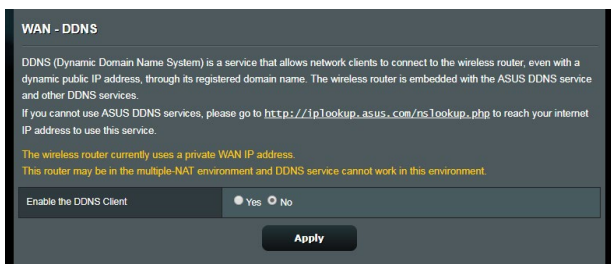 WAN - DDNS
DDNS (Dynamic Domain Name System) is a service that allows network clients to connect to the wireless router, even with a
dynamic public IP address, through its registered domain name. The wireless router is embedded with the ASUS DDNS service
and other DDNS services.
If you cannot use ASUS DDNS services, please go to http://iplookup.asus.com/nslookup.php to reach your internet
IP address to use this service.
The wireless router currently uses a private WAN IP address.
This router may be in the multiple-NAT environment and DDNS service cannot work in this environment.
Enable the DDNS Client Yes No
Apply